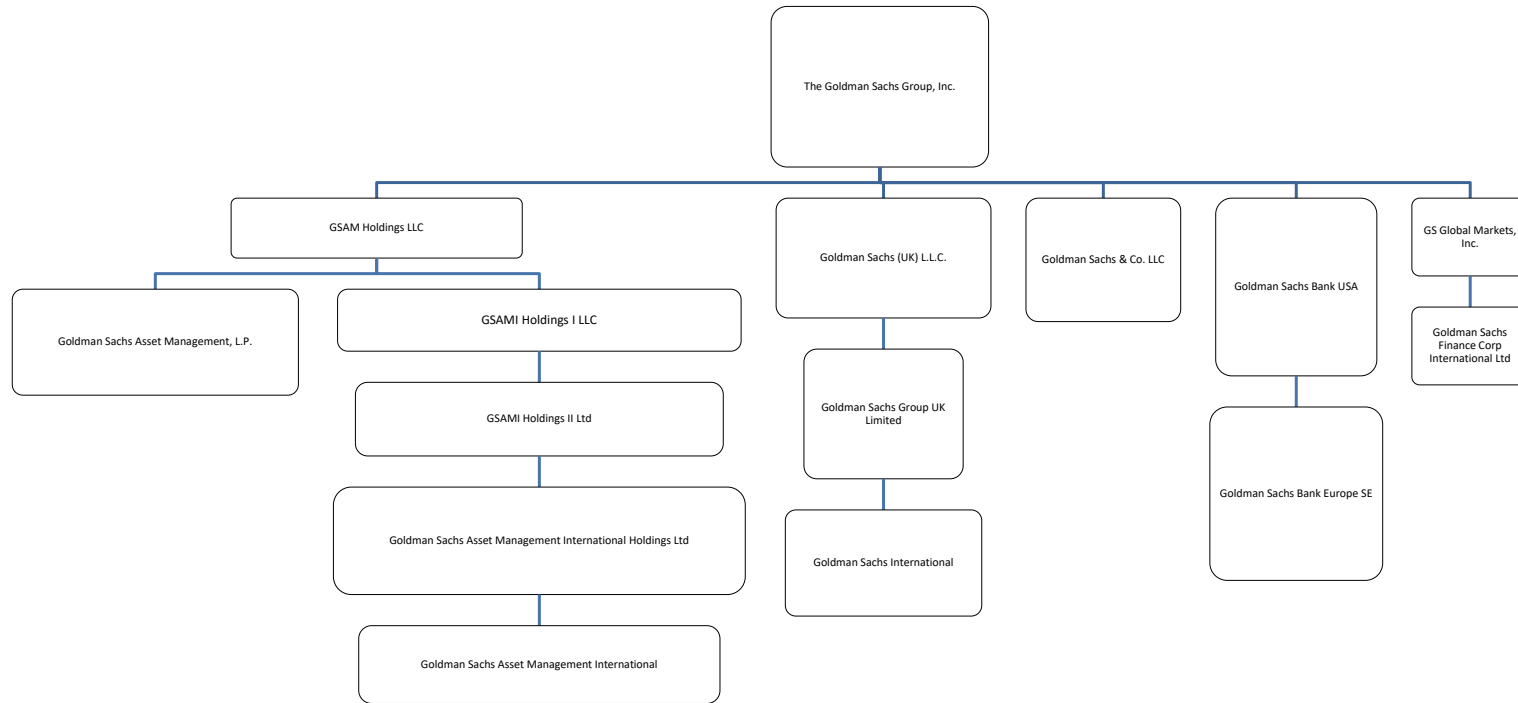 The Goldman Sachs Group, Inc.
GSAM Holdings LLC
Goldman Sachs (UK) L.L.C.
Goldman Sachs & Co. LLC
Goldman Sachs Bank USA
GS Global Markets,
Inc.
Goldman Sachs Asset Management, L.P.
GSAMI Holdings I LLC
Goldman Sachs
Finance Corp
International Ltd
GSAMI Holdings II Ltd
Goldman Sachs Group UK
Limited
Goldman Sachs Bank Europe SE
Goldman Sachs Asset Management International Holdings Ltd
Goldman Sachs International
Goldman Sachs Asset Management International